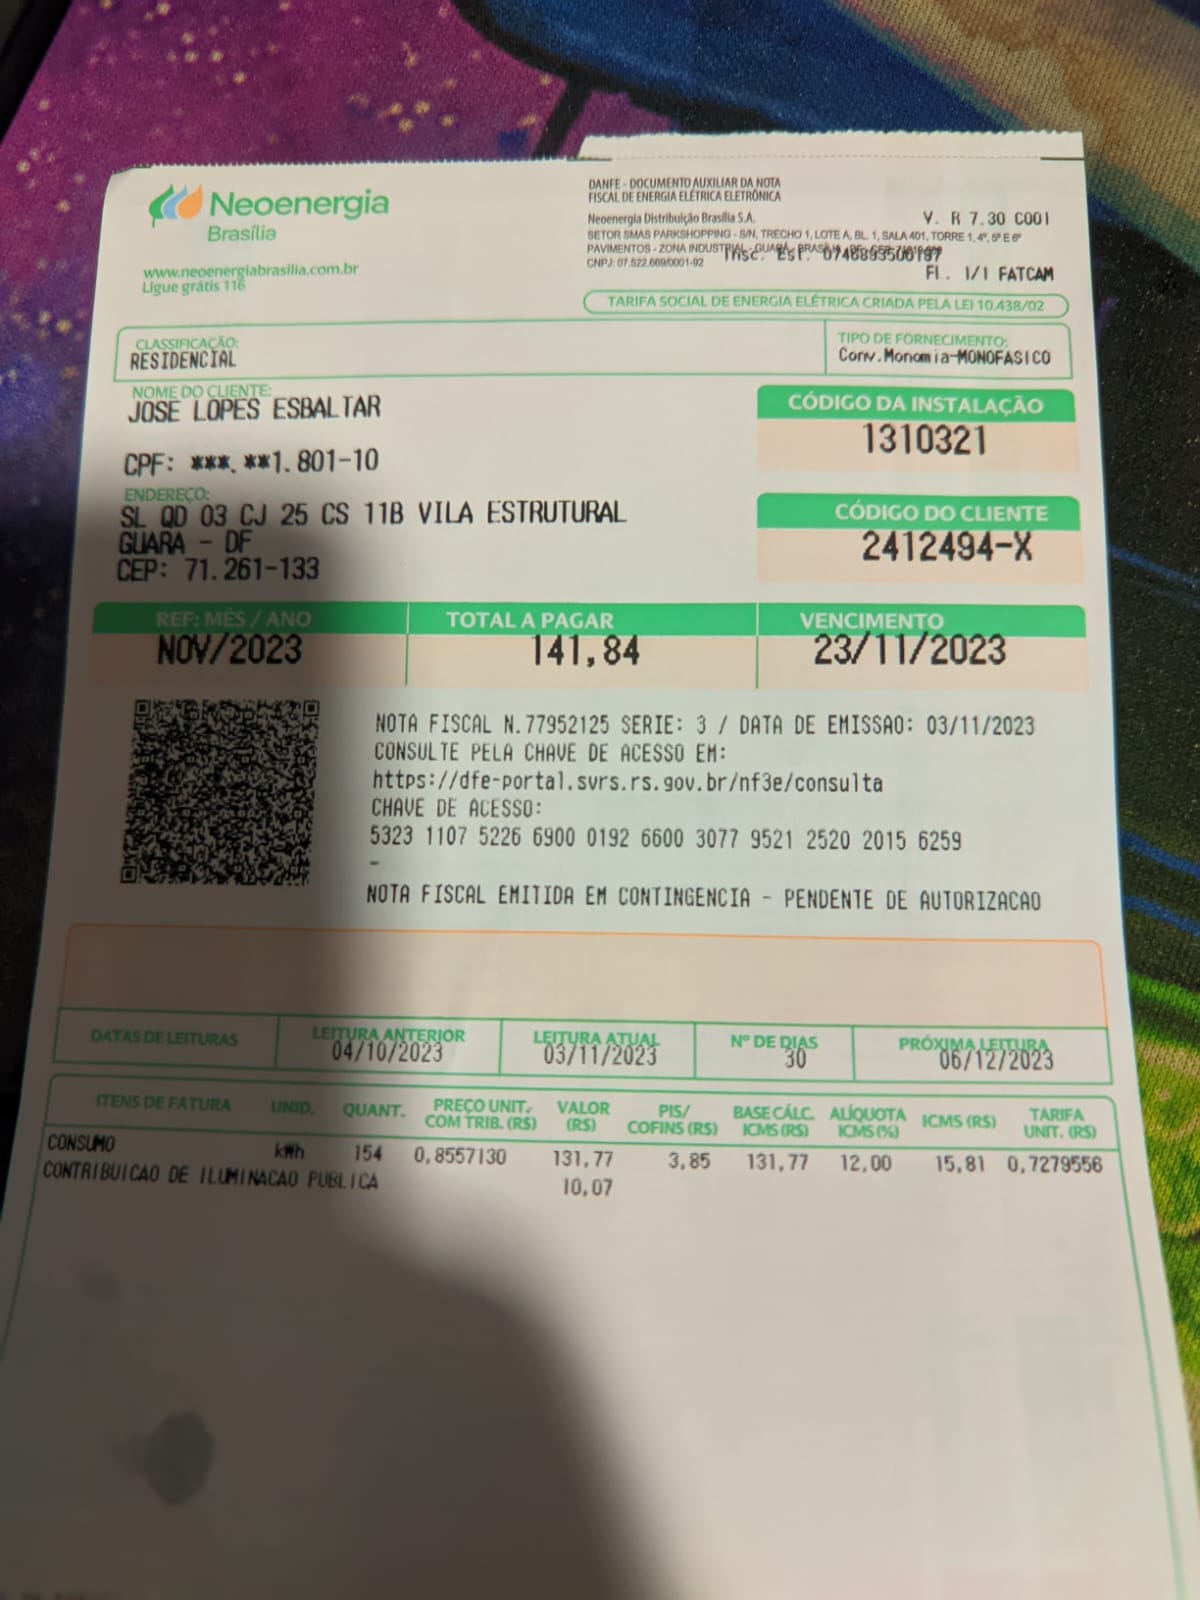 Neoenergia
Brasília
www.neoenergiabrasilia.com.br
Ligue grátis 116
DANFE - DOCUMENTO AUXILIAR DA NOTA
FISCAL DE ENERGIA ELÉTRICA ELETRÔNICA
Neoenergia Distribuição Brasília S.A.
V. R 7.30 C001
SETOR SMAS PARKSHOPPING - S/N, TRECHO 1, LOTE A, BL. 1, SALA 401, TORRE 1, 4º, 5º E 6º
PAVIMENTOS - ZONA INDUSTRIAL - GUARÁ - BRASÍLIA
CNPJ: 07.522.669/0001-92
Insc. Est.
Fl. 1/1 FATCAM
TARIFA SOCIAL DE ENERGIA ELÉTRICA CRIADA PELA LEI 10.438/02
CLASSIFICAÇÃO:
RESIDENCIAL
TIPO DE FORNECIMENTO:
Conv.Monomia-MONOFASICO
NOME DO CLIENTE:
JOSE LOPES ESBALTAR
CPF: ***.**1.801-10
ENDEREÇO:
SL QD 03 CJ 25 CS 11B VILA ESTRUTURAL
GUARA - DF
CEP: 71.261-133
CÓDIGO DA INSTALAÇÃO
1310321
CÓDIGO DO CLIENTE
2412494-X
REF: MÊS / ANO TOTAL A PAGAR VENCIMENTO
NOV/2023 141,84 23/11/2023
NOTA FISCAL N.77952125 SERIE: 3 / DATA DE EMISSAO: 03/11/2023
CONSULTE PELA CHAVE DE ACESSO EM:
https://dfe-portal.svrs.rs.gov.br/nf3e/consulta
CHAVE DE ACESSO:
5323 1107 5226 6900 0192 6600 3077 9521 2520 2015 6259
-
NOTA FISCAL EMITIDA EM CONTINGENCIA - PENDENTE DE AUTORIZACAO
DATAS DE LEITURAS LEITURA ANTERIOR LEITURA ATUAL Nº DE DIAS PRÓXIMA LEITURA
04/10/2023 03/11/2023 30 06/12/2023
ITENS DE FATURA UNID. QUANT. PREÇO UNIT. COM TRIB. (R$) VALOR (R$) PIS/ COFINS (R$) BASE CÁLC. ICMS (R$) ALÍQUOTA ICMS (%) ICMS (R$) TARIFA UNIT. (R$)
CONSUMO kWh 154 0,8557130 131,77 3,85 131,77 12,00 15,81 0,7279556
CONTRIBUICAO DE ILUMINACAO PUBLICA 10,07